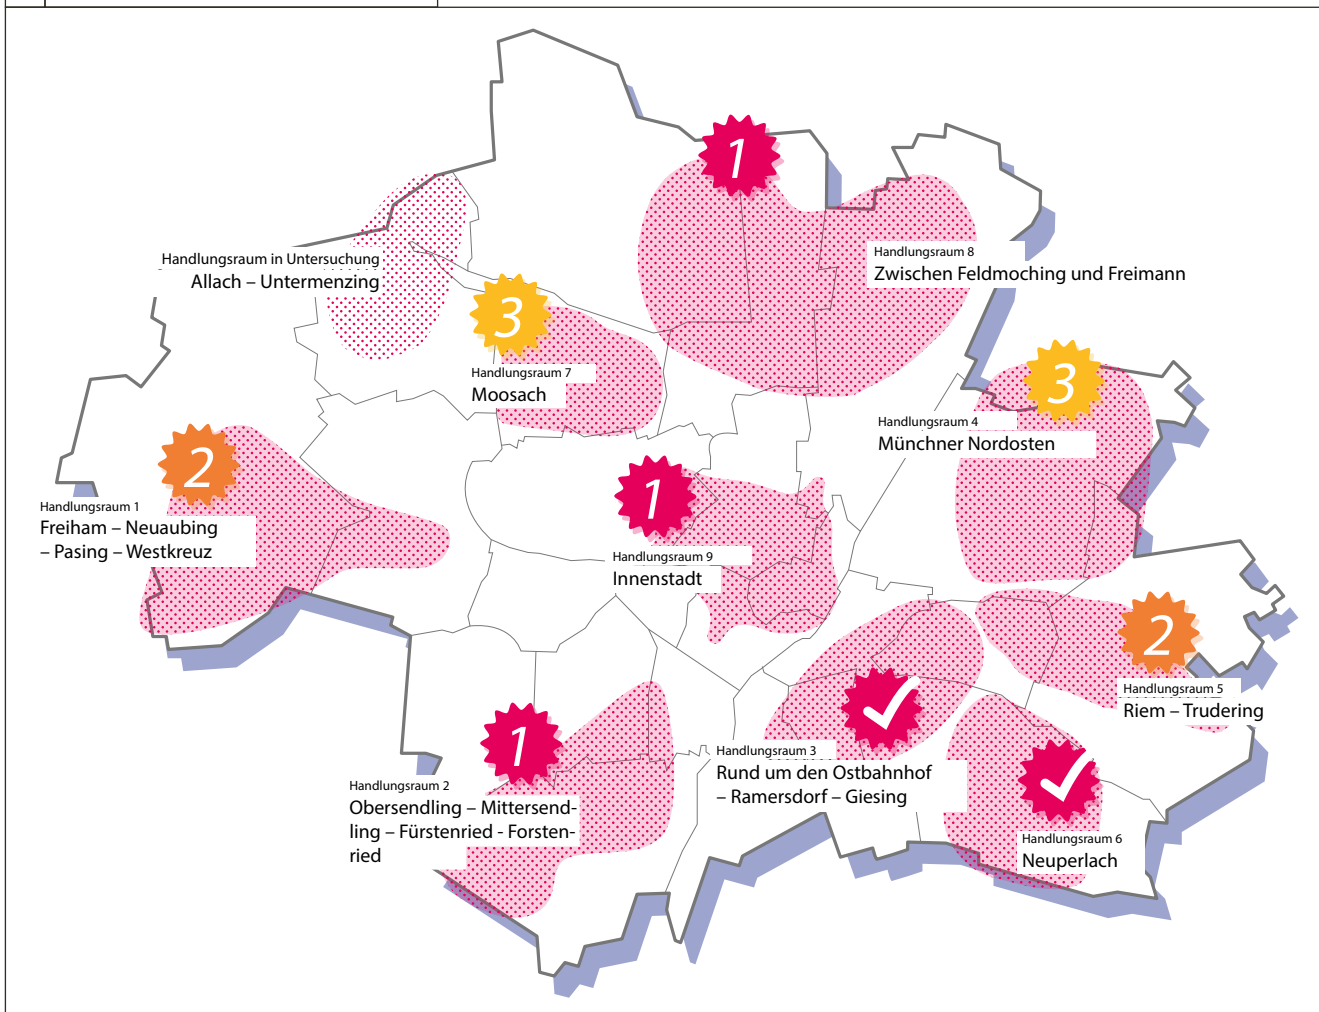 1
Handlungsraum in Untersuchung
Allach – Untermenzing
Handlungsraum 8
Zwischen Feldmoching und Freimann
3
Handlungsraum 7
Moosach
3
Handlungsraum 4
Münchner Nordosten
2
Handlungsraum 1
Freiham – Neuaubing
– Pasing – Westkreuz
1
Handlungsraum 9
Innenstadt
2
Handlungsraum 5
Riem – Trudering
1
Handlungsraum 2
Obersendling – Mittersend-
ling – Fürstenried - Forsten-
ried
Handlungsraum 3
Rund um den Ostbahnhof
– Ramersdorf – Giesing
Handlungsraum 6
Neuperlach